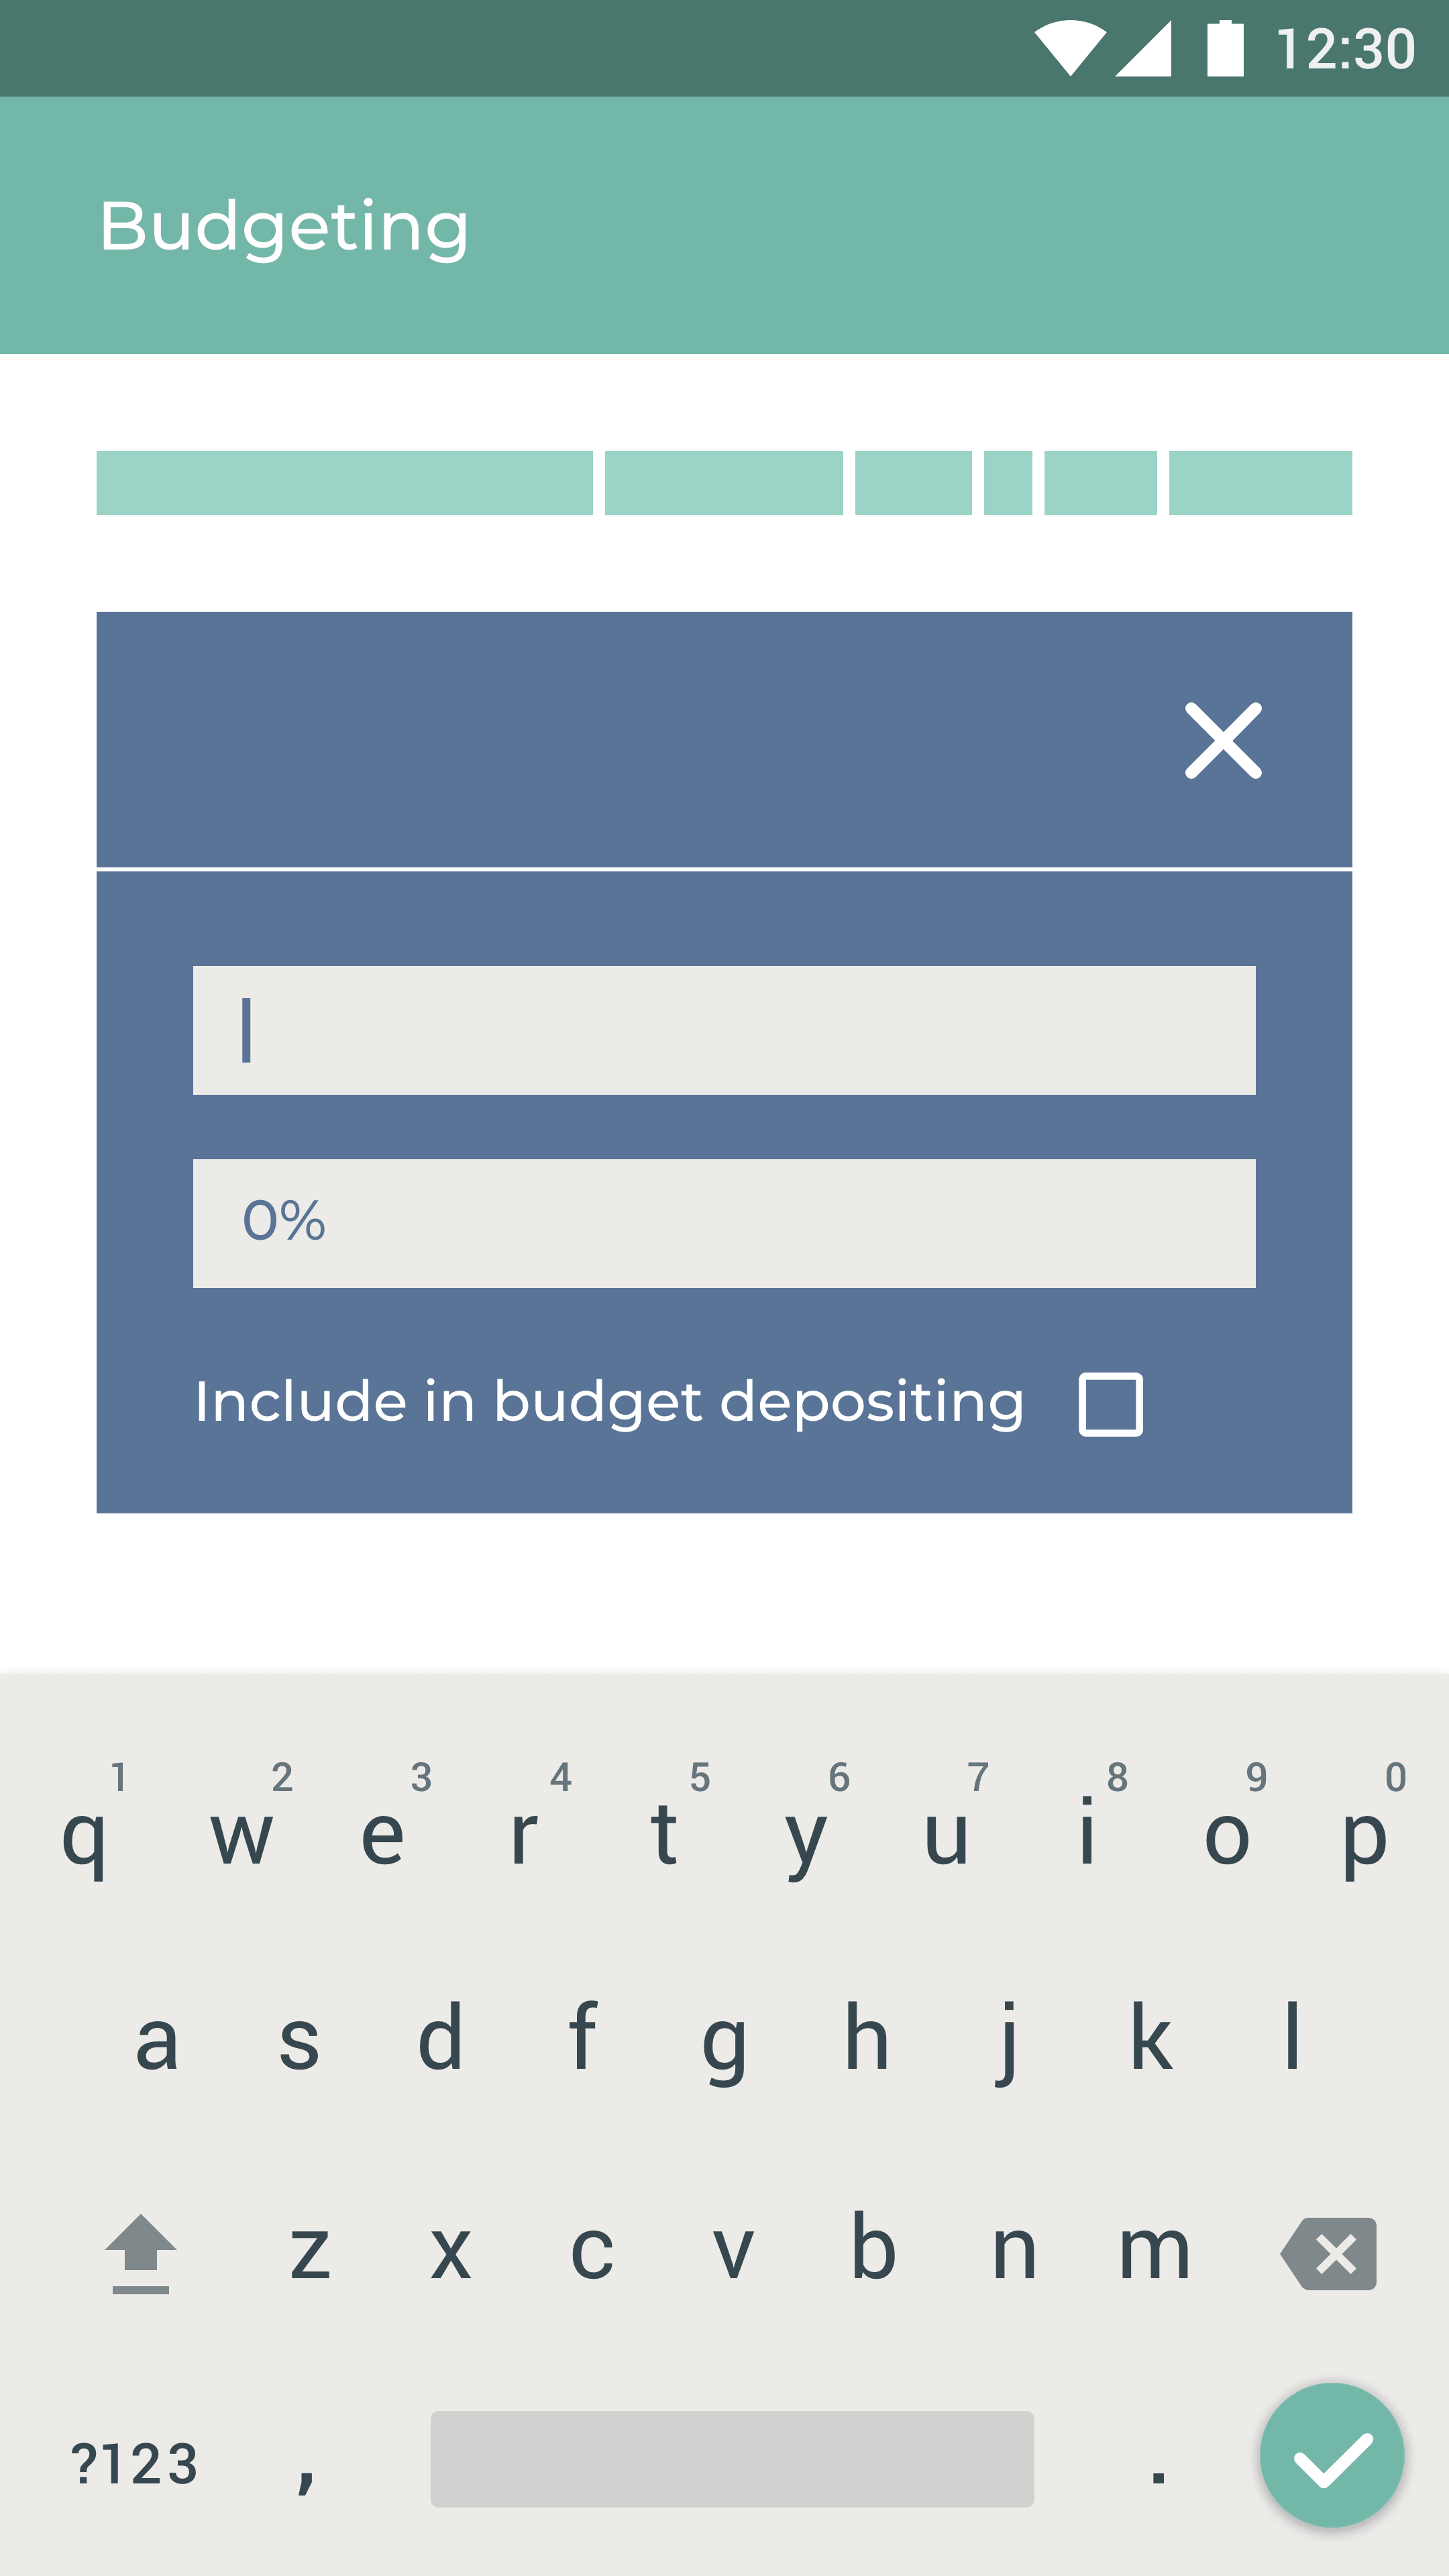 12:30
Budgeting
0%
Include in budget depositing
1 2 3 4 5 6 7 8 9 0
q w e r t y u i o p
a s d f g h j k l
z x c v b n m
?123 , .